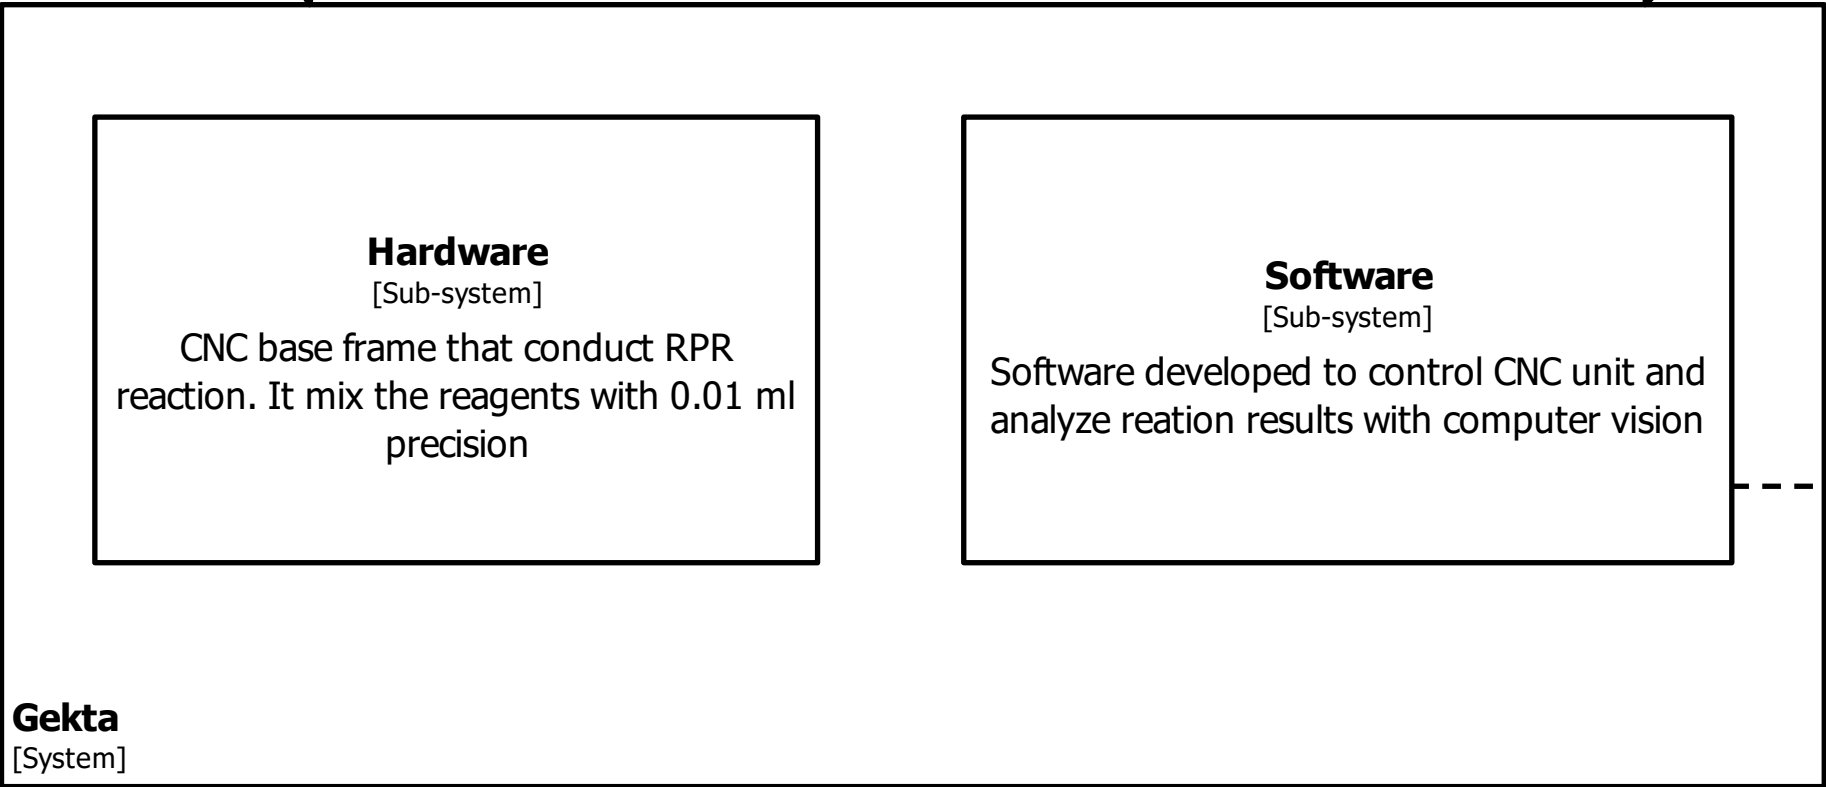 Hardware
[Sub-system]
CNC base frame that conduct RPR
reaction. It mix the reagents with 0.01 ml
precision
Software
[Sub-system]
Software developed to control CNC unit and
analyze reation results with computer vision
Gekta
[System]